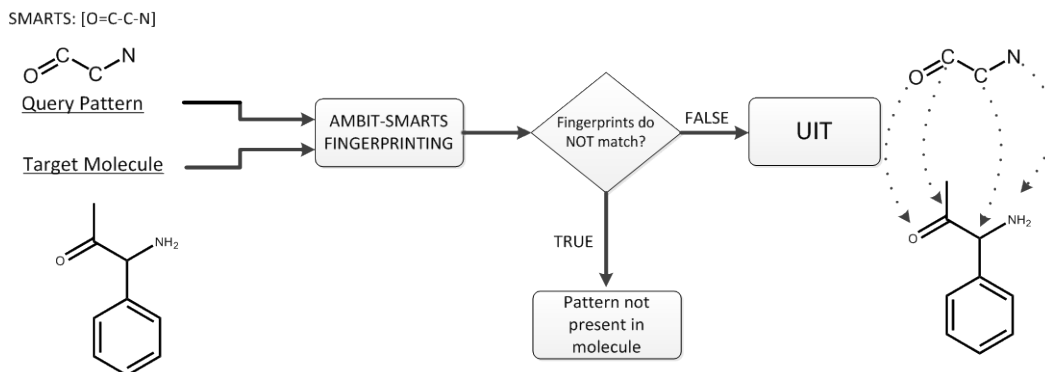 SMARTS: [O=C-C-N]
O
C
C
N
Query Pattern
Target Molecule
O
NH2
AMBIT-SMARTS
FINGERPRINTING
Fingerprints do
NOT match?
FALSE
TRUE
UIT
Pattern not
present in
molecule
O
C
C
N
O
NH2